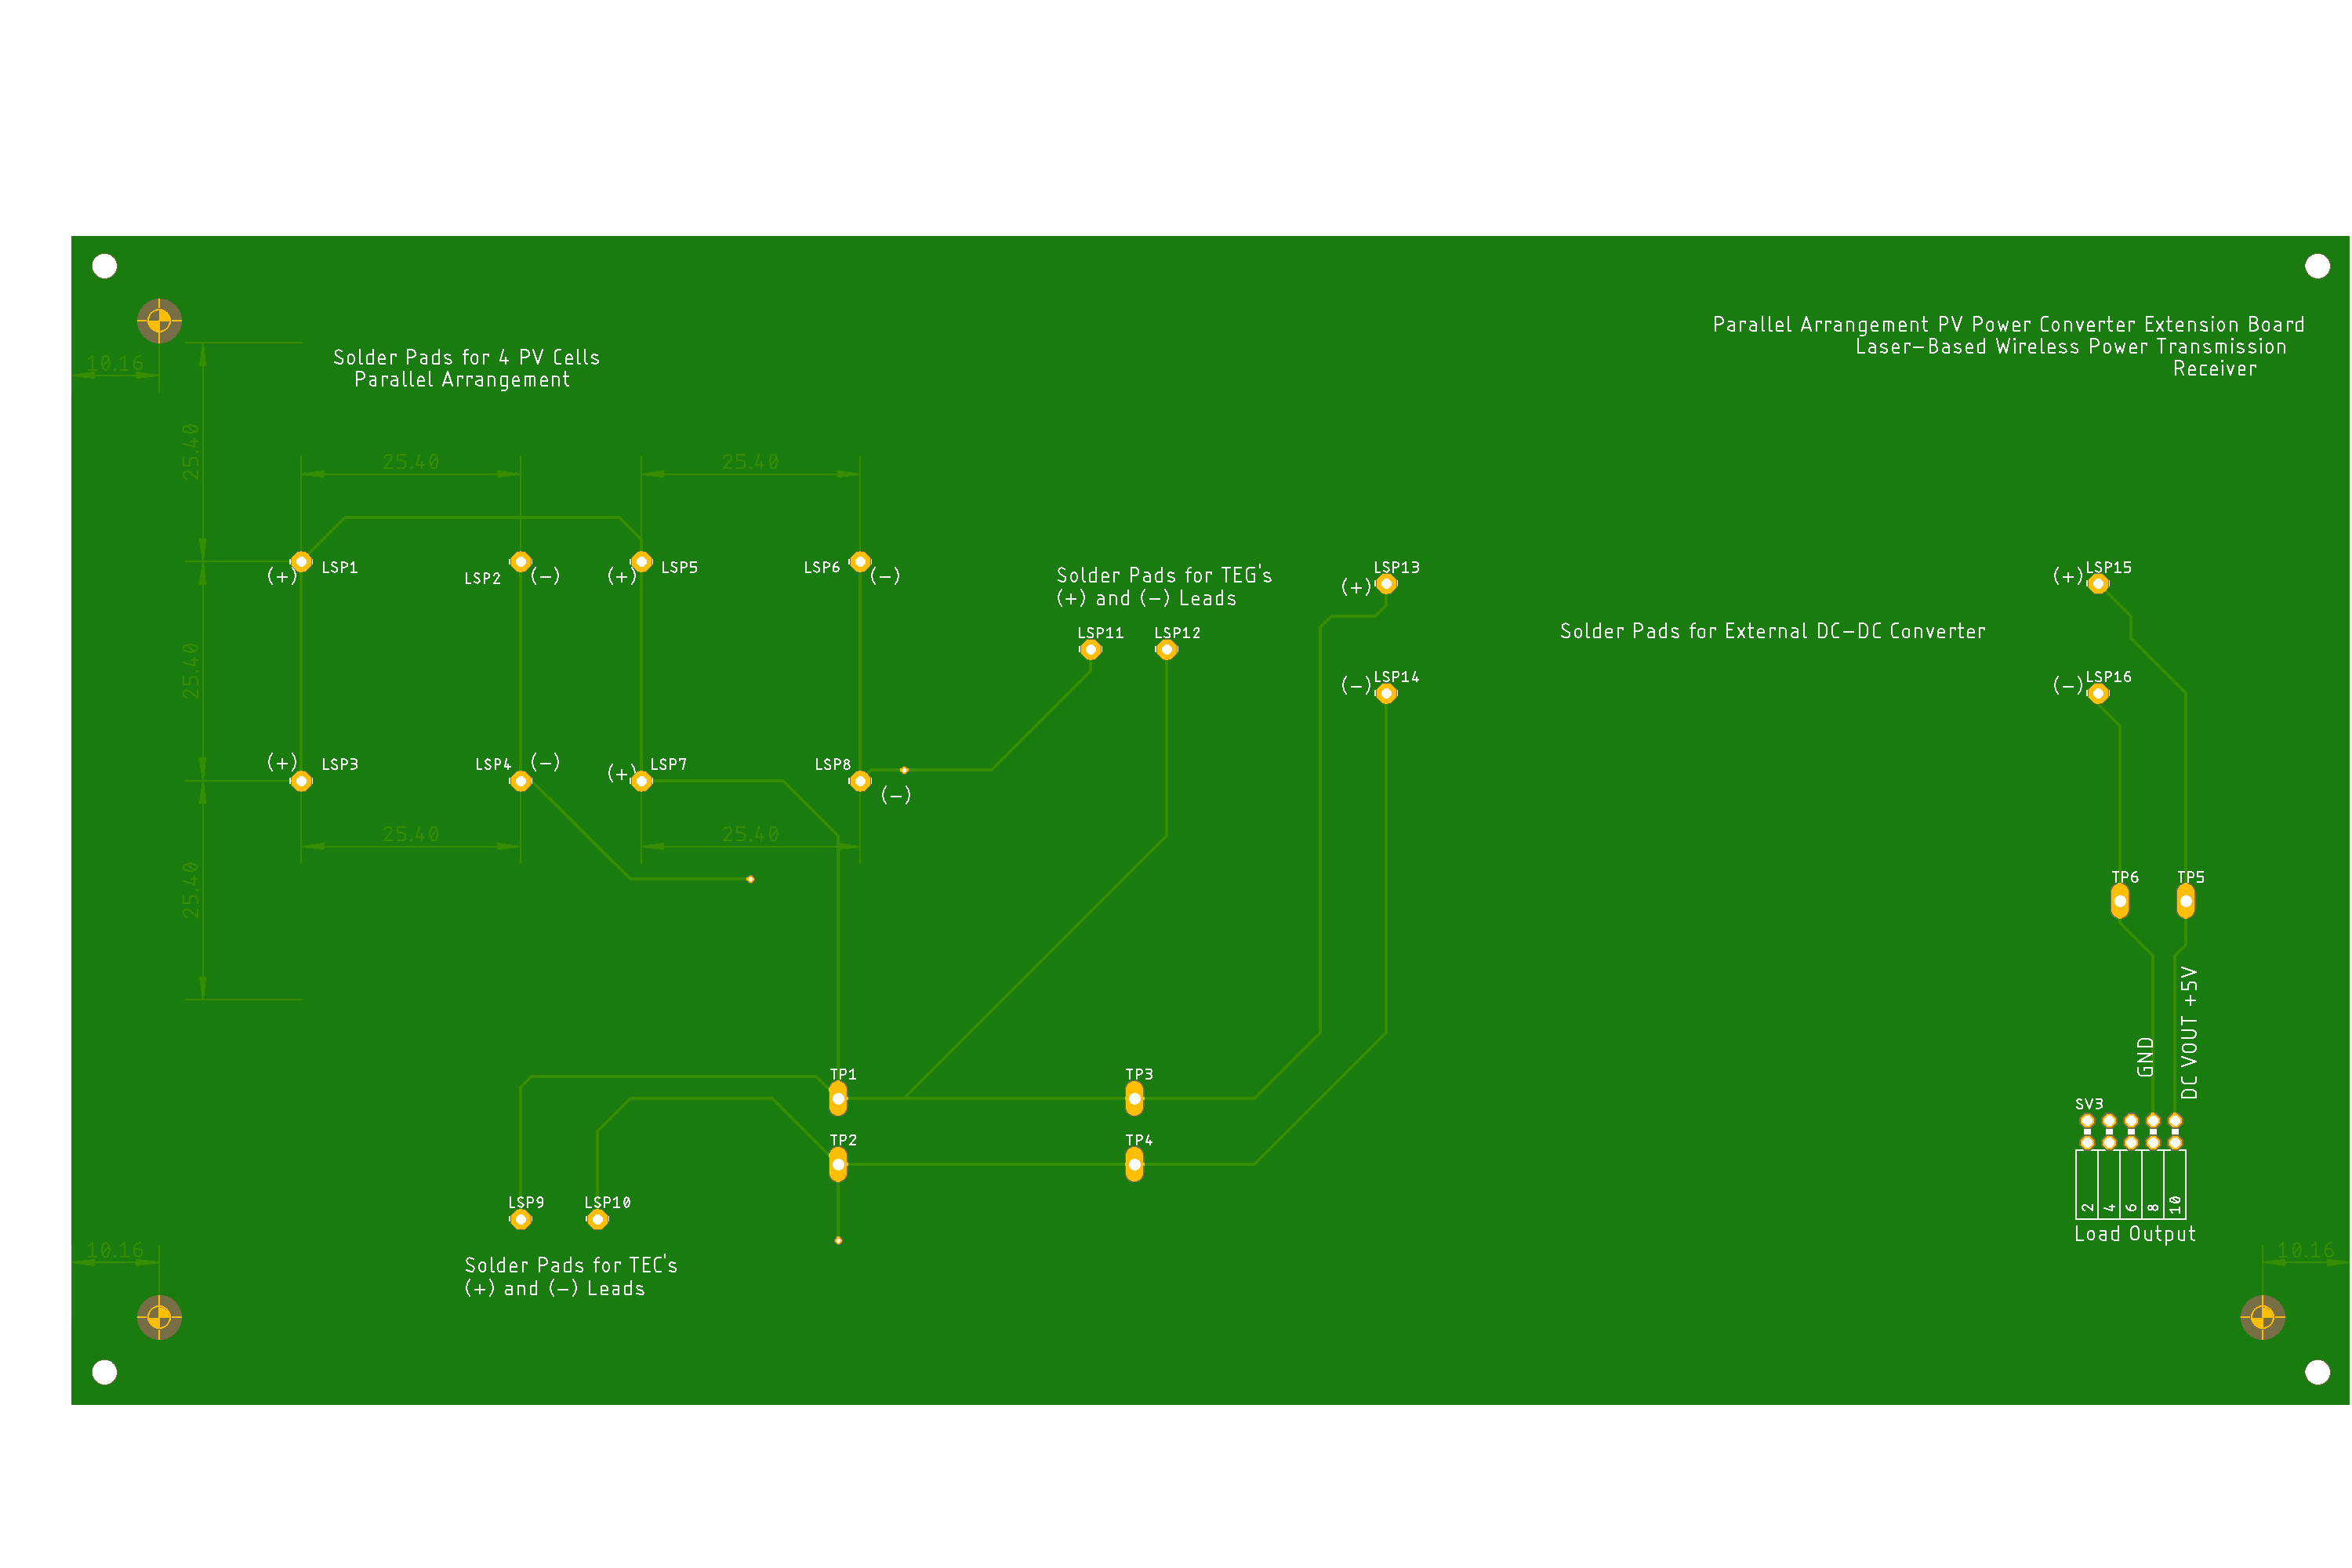 Parallel Arrangement PV Power Converter Extension Board
Laser-Based Wireless Power Transmission
Receiver
Solder Pads for 4 PV Cells
Parallel Arrangement
10.16
25.40
25.40
25.40
LSP1
(+)
LSP2
(-)
LSP5
(+)
LSP6
(-)
Solder Pads for TEG's
(+) and (-) Leads
LSP11
LSP12
LSP13
(+)
LSP14
(-)
Solder Pads for External DC-DC Converter
LSP15
(+)
LSP16
(-)
25.40
(+)
LSP3
LSP4
(-)
(+)
LSP7
LSP8
(-)
25.40
25.40
25.40
TP6
TP5
GND
DC VOUT +5V
TP1
TP3
TP2
TP4
SV3
2
4
6
8
10
Load Output
LSP9
LSP10
Solder Pads for TEC's
(+) and (-) Leads
10.16
10.16